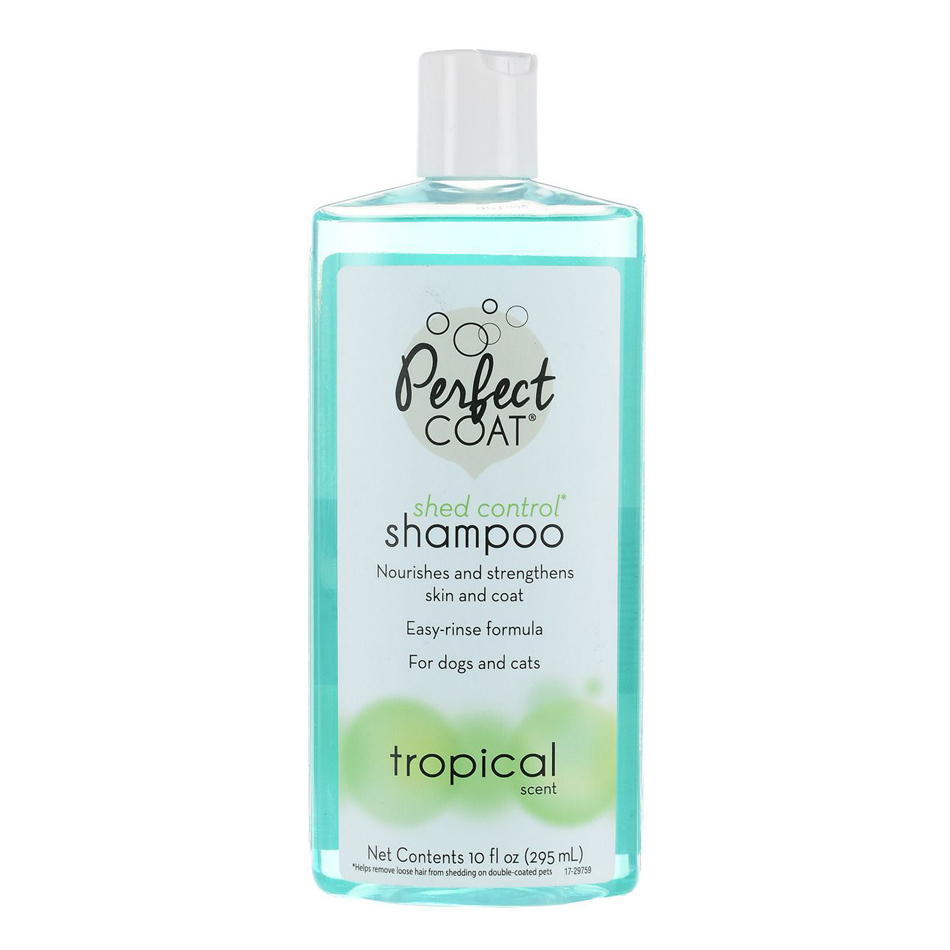 Perfect
COAT®
shed control*
shampoo
Nourishes and strengthens
skin and coat
Easy-rinse formula
For dogs and cats
tropical
scent
Net Contents 10 fl oz (295 mL)
*Helps remove loose hair from shedding on double-coated pets 17-29759